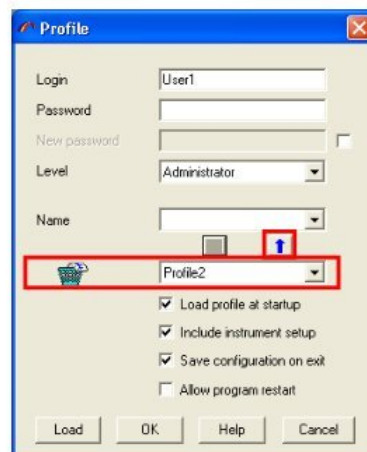 Profile
Login User1
Password
New password
Level Administrator
Name
Profile2
Load profile at startup
Include instrument setup
Save configuration on exit
Allow program restart
Load OK Help Cancel